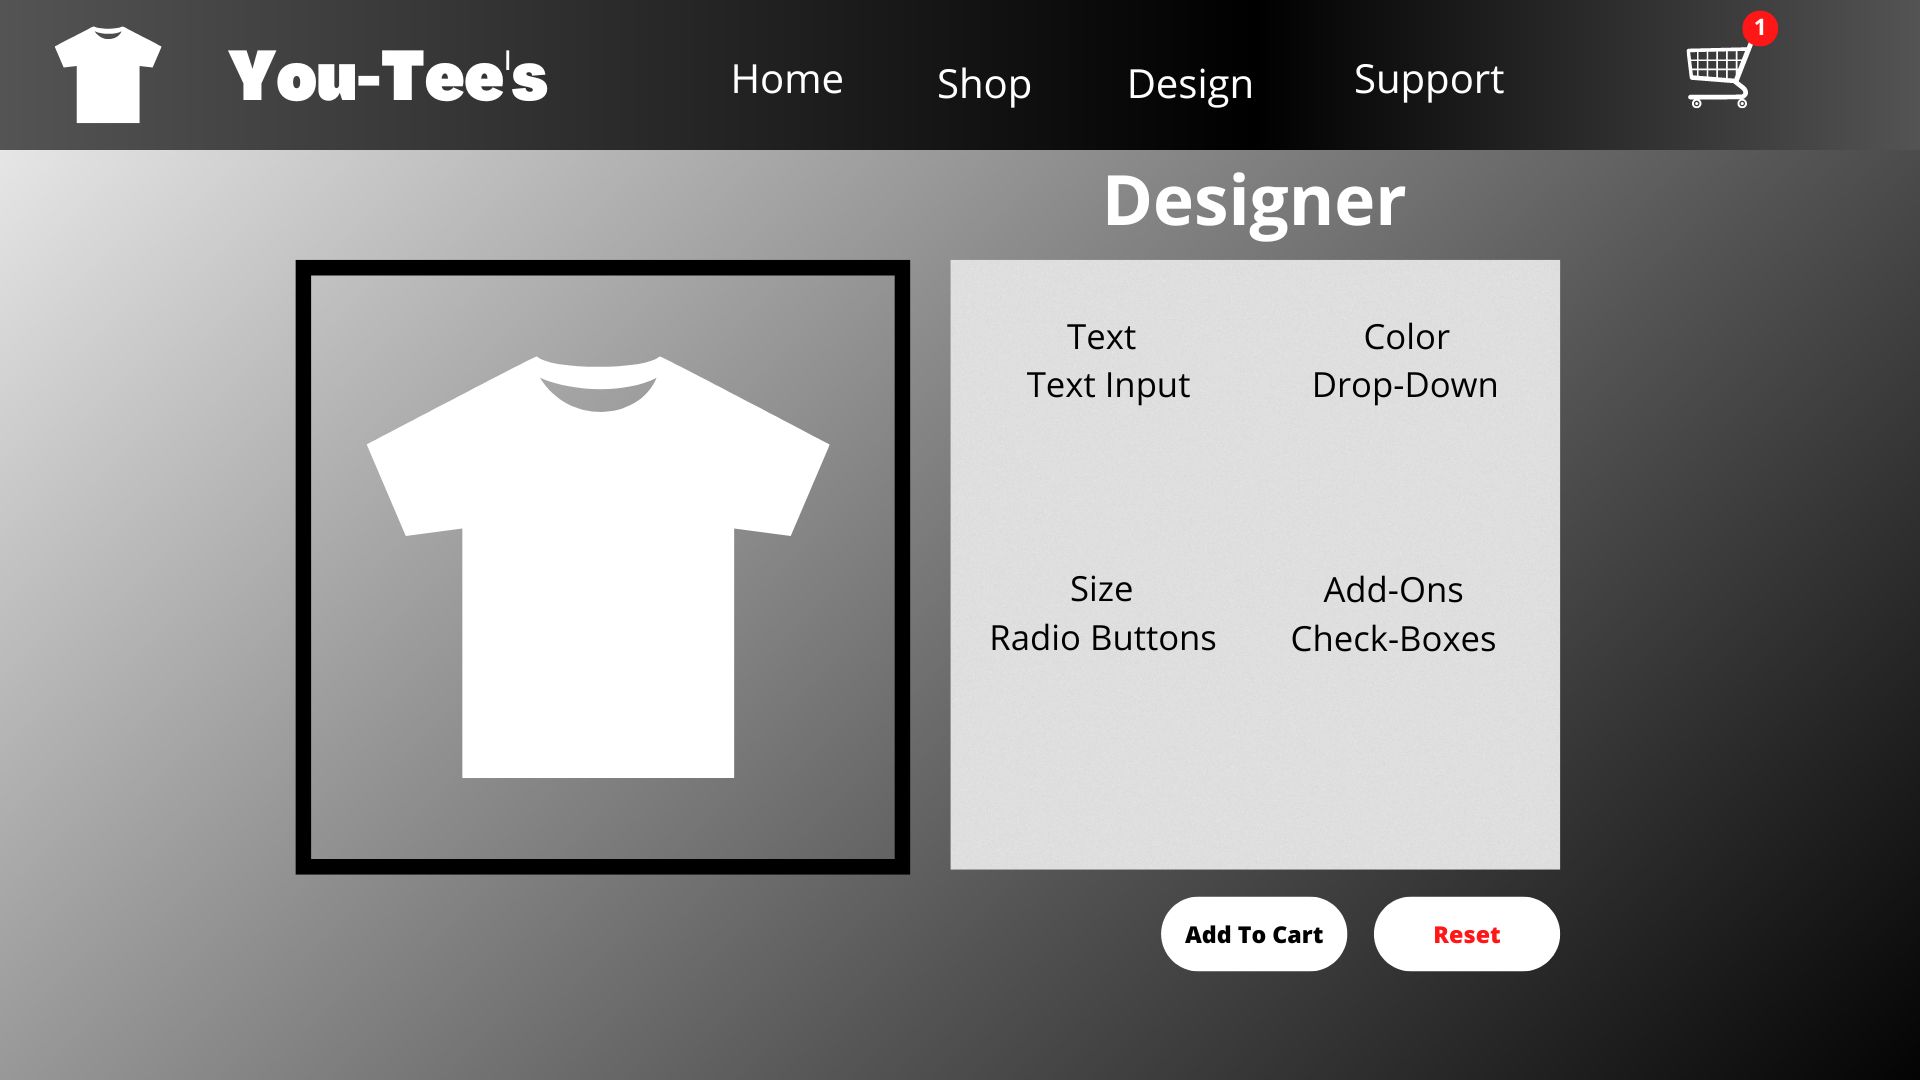 You-Tee's
Home
Shop
Design
Support
1
Designer
Text
Text Input
Color
Drop-Down
Size
Radio Buttons
Add-Ons
Check-Boxes
Add To Cart
Reset